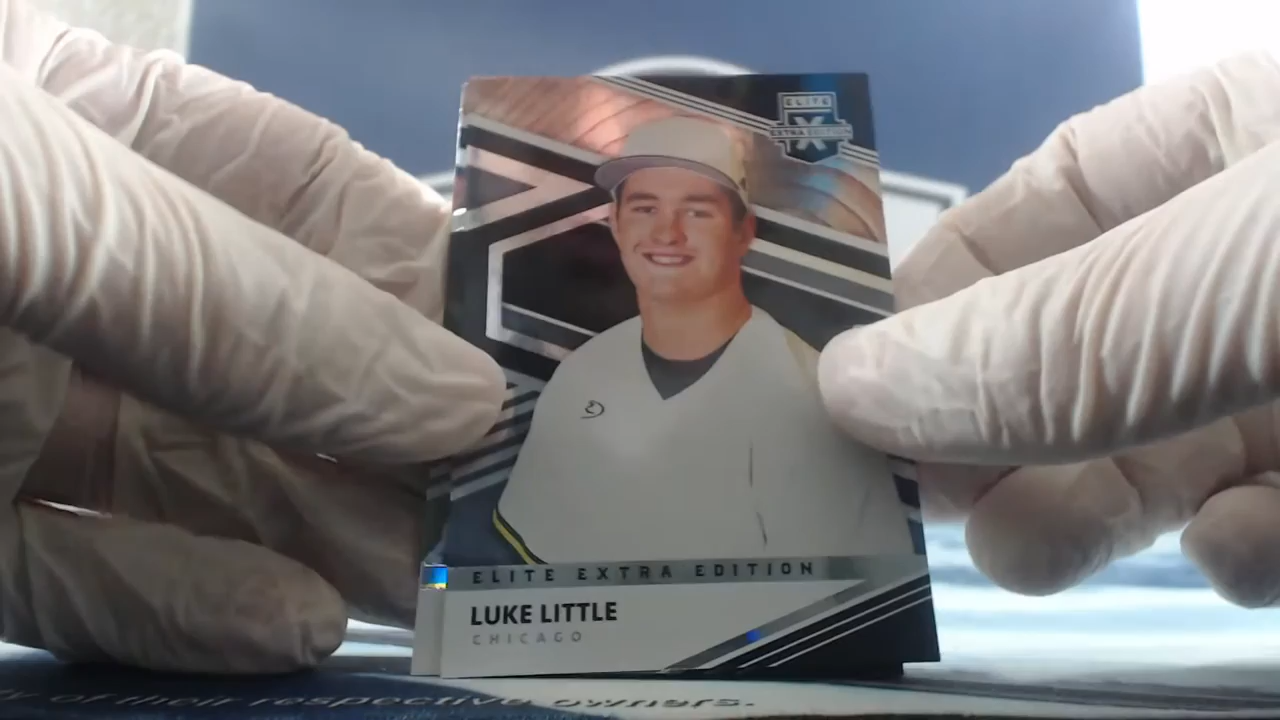 ELITE
X
EXTRA EDITION
ELITE EXTRA EDITION
LUKE LITTLE
CHICAGO
of their respective owners.